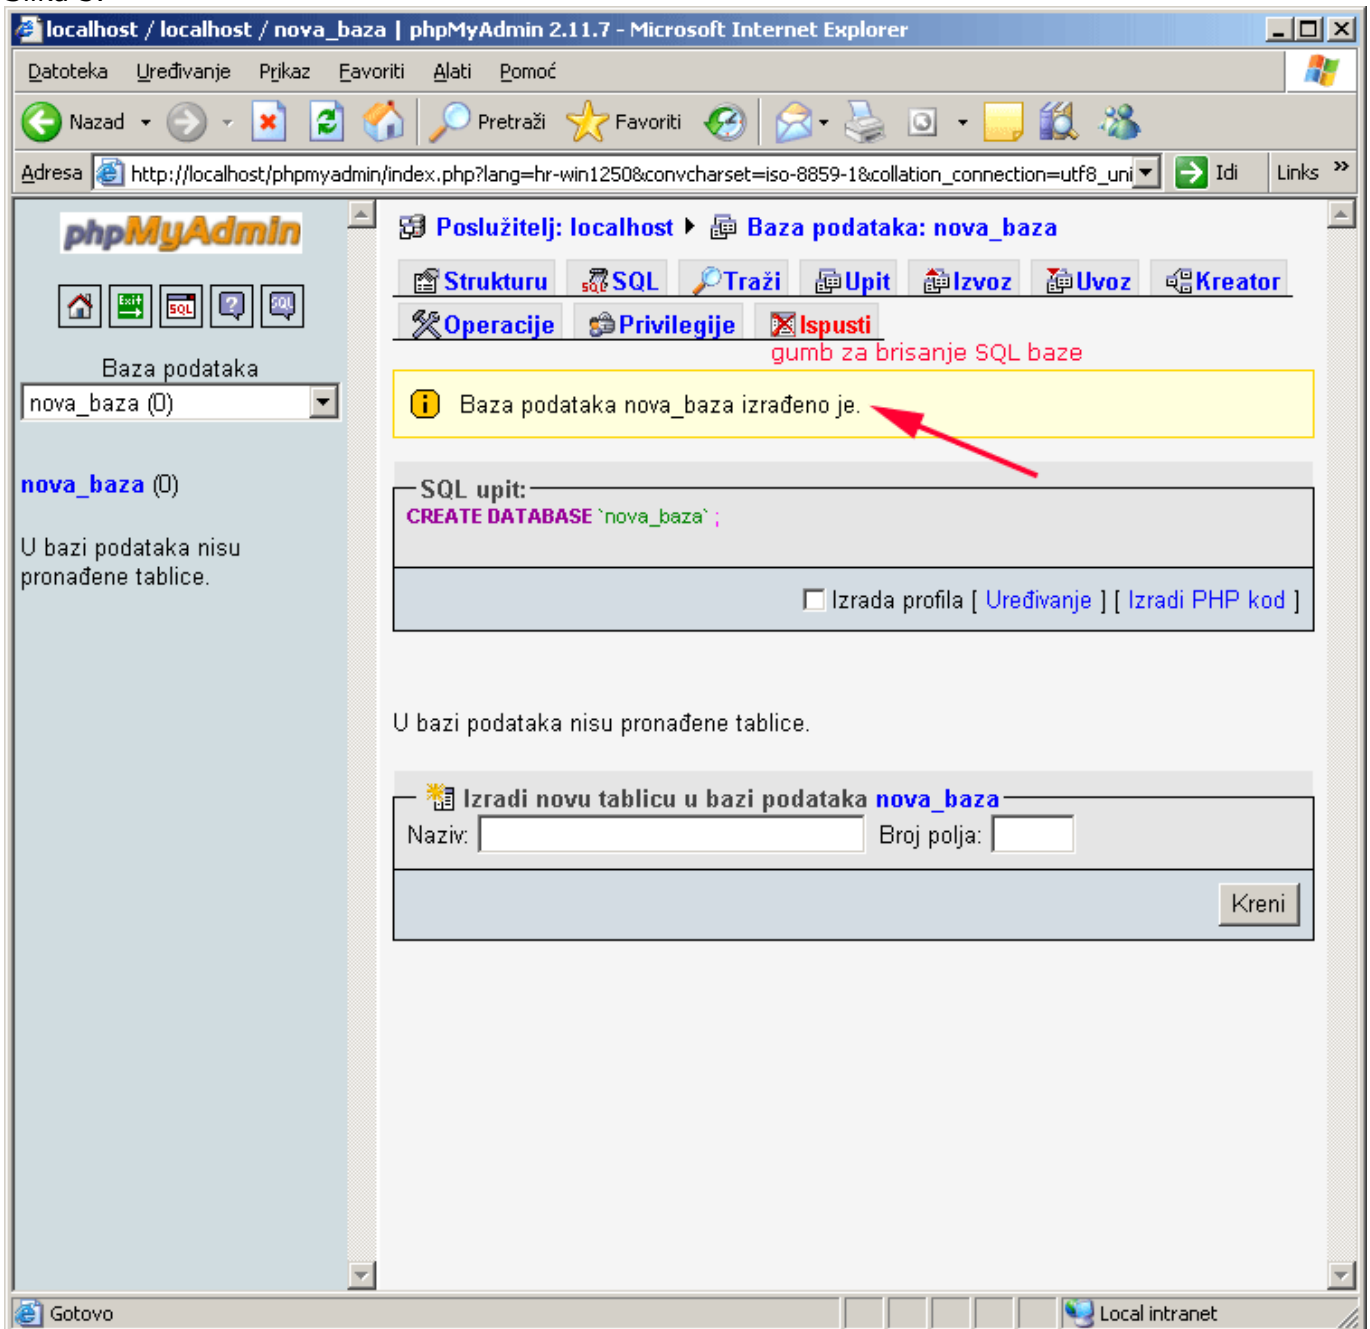 localhost / localhost / nova_baza | phpMyAdmin 2.11.7 - Microsoft Internet Explorer
Datoteka Uređivanje Prikaz Favoriti Alati Pomoć
Nazad Pretraži Favoriti
Adresa http://localhost/phpmyadmin/index.php?lang=hr-win1250&convcharset=iso-8859-1&collation_connection=utf8_uni Idi Links »
phpMyAdmin
Exit SQL ? SQL
Baza podataka
nova_baza (0)
nova_baza (0)
U bazi podataka nisu
pronađene tablice.
Poslužitelj: localhost Baza podataka: nova_baza
Strukturu SQL Traži Upit Izvoz Uvoz Kreator
Operacije Privilegije Ispusti
gumb za brisanje SQL baze
Baza podataka nova_baza izrađeno je.
SQL upit:
CREATE DATABASE `nova_baza` ;
Izrada profila [ Uređivanje ] [ Izradi PHP kod ]
U bazi podataka nisu pronađene tablice.
Izradi novu tablicu u bazi podataka nova_baza
Naziv: Broj polja:
Kreni
Gotovo Local intranet